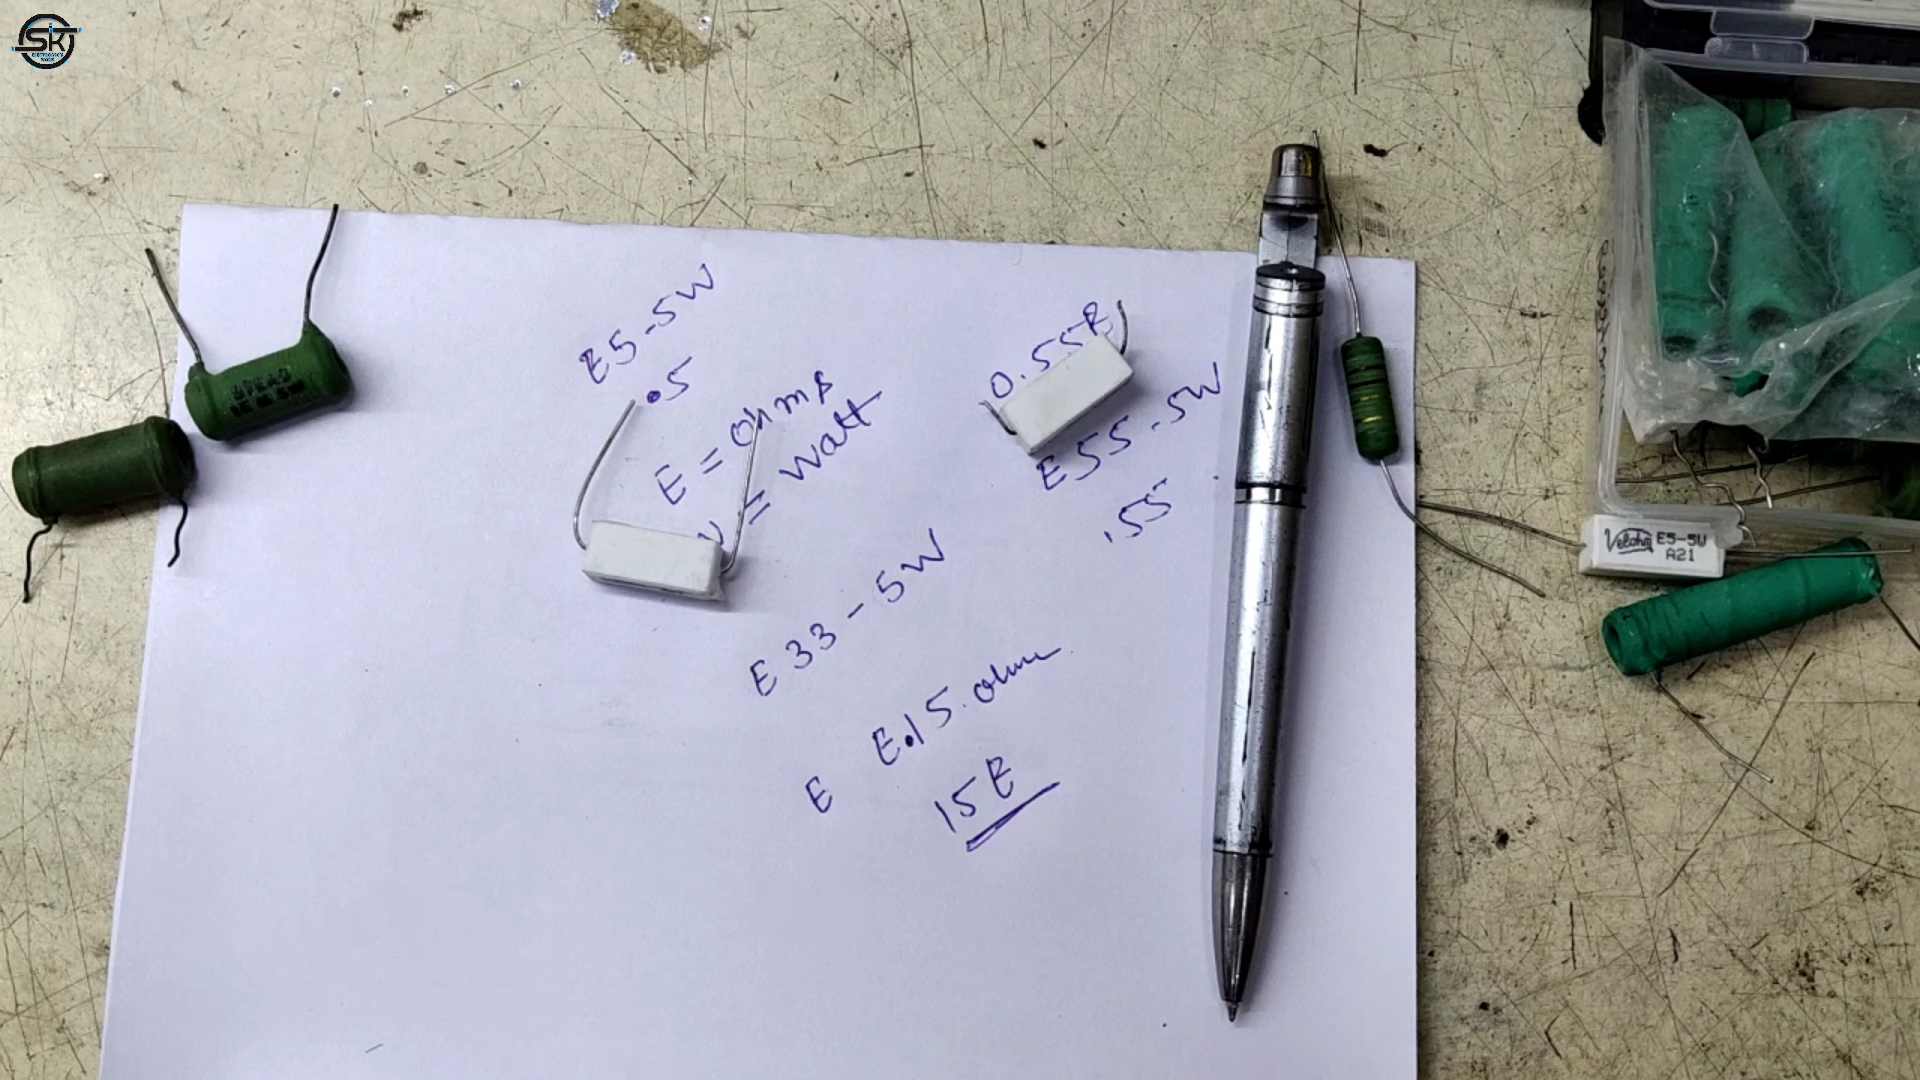 SK
E5-5W
.5
E = Ohms
W = Watt
0.55E
E55-5W
.55
E33-5W
E.15.ohm
E
15E
Velohm E5-5W
A21